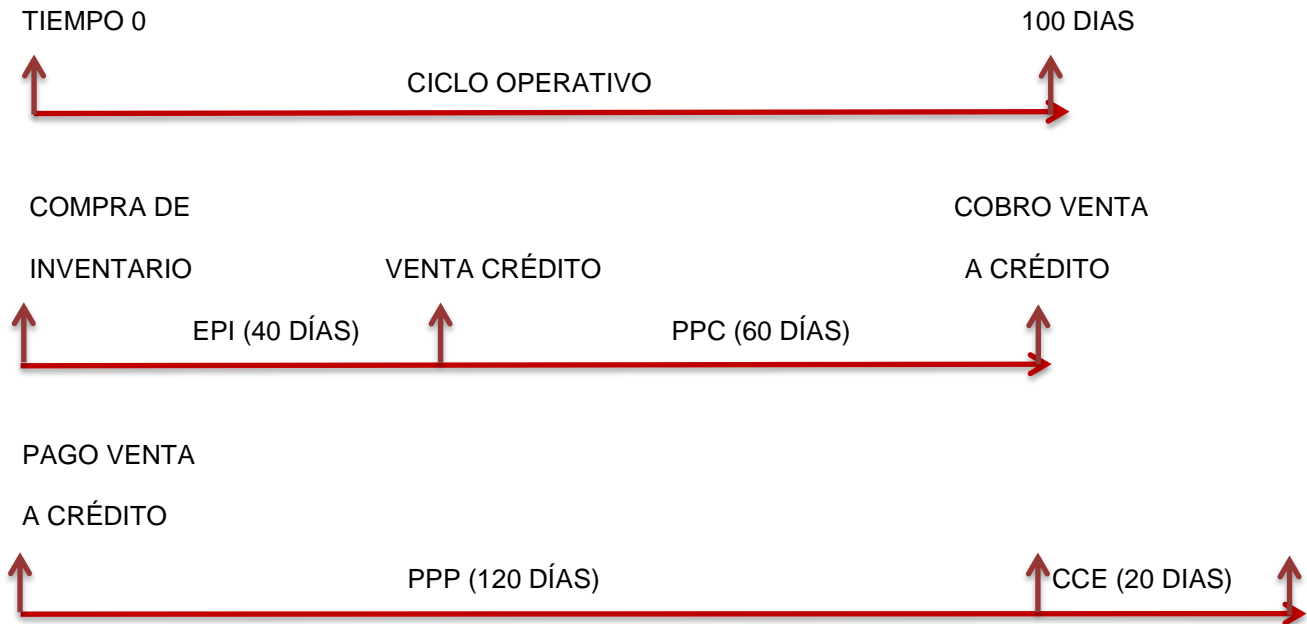 TIEMPO 0
100 DIAS
CICLO OPERATIVO
COMPRA DE
COBRO VENTA
INVENTARIO
VENTA CRÉDITO
A CRÉDITO
EPI (40 DÍAS)
PPC (60 DÍAS)
PAGO VENTA
A CRÉDITO
PPP (120 DÍAS)
CCE (20 DIAS)